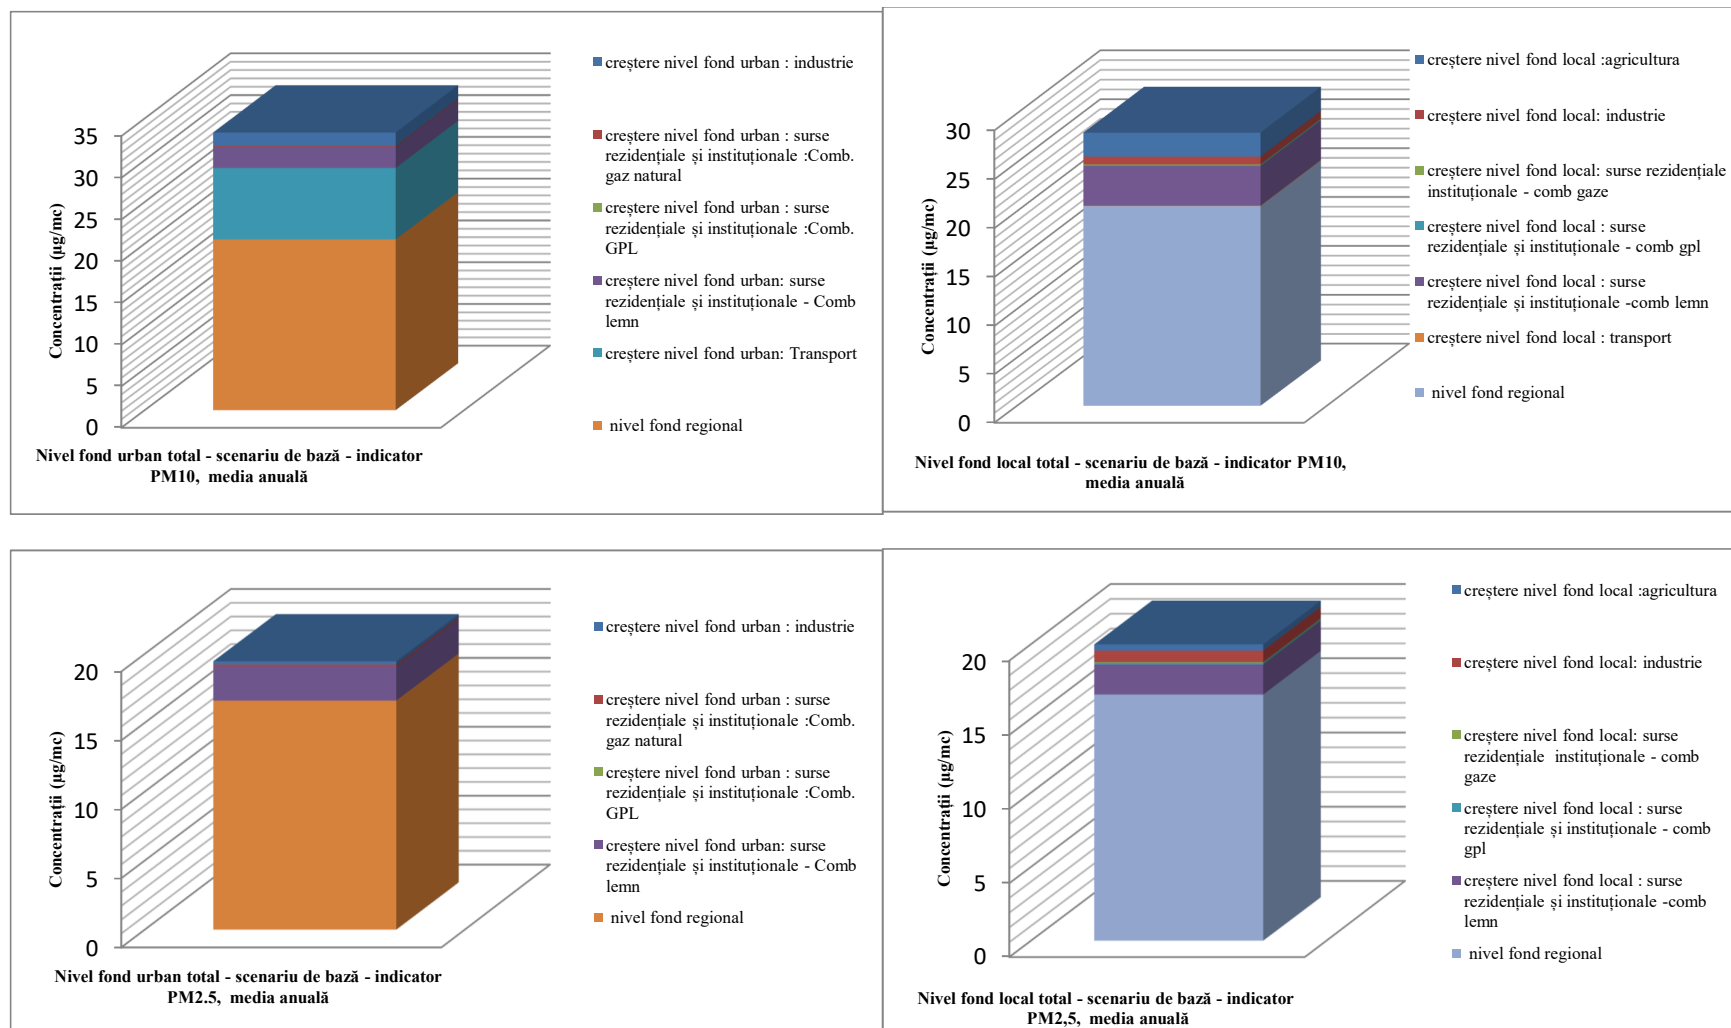 35
30
25
20
15
10
5
0
Concentrații (µg/mc)
Nivel fond urban total - scenariu de bază - indicator
PM10, media anuală
creștere nivel fond urban : industrie
creștere nivel fond urban : surse
rezidențiale și instituționale :Comb.
gaz natural
creștere nivel fond urban : surse
rezidențiale și instituționale :Comb.
GPL
creștere nivel fond urban: surse
rezidențiale și instituționale - Comb
lemn
creștere nivel fond urban: Transport
nivel fond regional
30
25
20
15
10
5
0
Concentrații (µg/mc)
Nivel fond local total - scenariu de bază - indicator PM10,
media anuală
creștere nivel fond local :agricultura
creștere nivel fond local: industrie
creștere nivel fond local: surse rezidențiale
instituționale - comb gaze
creștere nivel fond local : surse
rezidențiale și instituționale - comb gpl
creștere nivel fond local : surse
rezidențiale și instituționale -comb lemn
creștere nivel fond local : transport
nivel fond regional
20
15
10
5
0
Concentrații (µg/mc)
Nivel fond urban total - scenariu de bază - indicator
PM2.5, media anuală
creștere nivel fond urban : industrie
creștere nivel fond urban : surse
rezidențiale și instituționale :Comb.
gaz natural
creștere nivel fond urban : surse
rezidențiale și instituționale :Comb.
GPL
creștere nivel fond urban: surse
rezidențiale și instituționale - Comb
lemn
nivel fond regional
20
15
10
5
0
Concentrații (µg/mc)
Nivel fond local total - scenariu de bază - indicator
PM2,5, media anuală
creștere nivel fond local :agricultura
creștere nivel fond local: industrie
creștere nivel fond local: surse
rezidențiale instituționale - comb
gaze
creștere nivel fond local : surse
rezidențiale și instituționale - comb
gpl
creștere nivel fond local : surse
rezidențiale și instituționale -comb
lemn
nivel fond regional